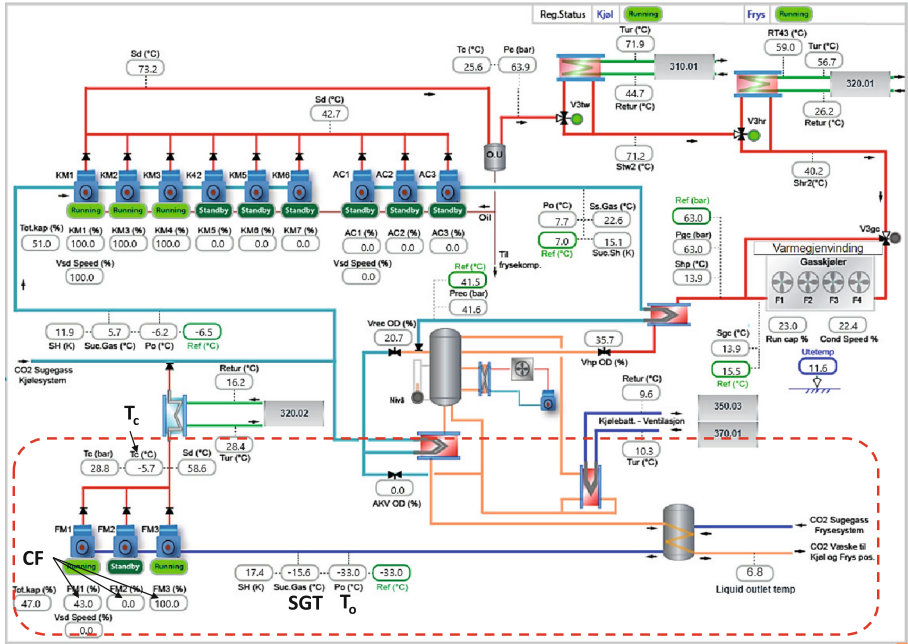 Reg.Status Kjøl Running Frys Running
Sd (°C)
73.2
Tc (°C) Pc (bar)
25.6 63.9
Tur (°C)
71.9
310.01
44.7
Retur (°C)
RT43 (°C)
59.0
Tur (°C)
56.7
320.01
26.2
Retur (°C)
Sd (°C)
42.7
V3tw
V3hr
O.U
71.2
Stw2 (°C)
40.2
Shr2(°C)
KM1 KM2 KM3 K42 KM5 KM6 AC1 AC2 AC3
Running Running Running Standby Standby Standby Standby Standby Standby
Oil
Tot.kap (%) KM1 (%) KM3 (%) KM4 (%) KM5 (%) KM6 (%) KM7 (%) AC1 (%) AC2 (%) AC3 (%)
51.0 100.0 100.0 100.0 0.0 0.0 0.0 0.0 0.0 0.0
Vsd Speed (%)
100.0
Vsd Speed (%)
0.0
Til
frysekomp.
Po (°C) Ss.Gas (°C)
7.7 22.6
7.0 15.1
Ref (°C) Suc.Sh (K)
Ref (bar)
63.0
Pgc (bar)
63.0
Shp (°C)
13.9
V3gc
Varmegjenvinding
Gasskjøler
F1 F2 F3 F4
23.0 22.4
Run cap % Cond Speed %
Sgc (°C)
13.9
15.5
Ref (°C)
Utetemp
11.6
Ref (°C)
41.5
Prec (bar)
41.6
Vrec OD (%)
20.7
35.7
Vhp OD (%)
Nivå
11.9 5.7 -6.2 -6.5
SH (K) Suc.Gas (°C) Po (°C) Ref (°C)
CO2 Sugegass
Kjølesystem
Retur (°C)
16.2
320.02
28.4
Tur (°C)
Retur (°C)
9.6
Kjølebatt. - Ventilasjon
350.03
370.01
10.3
Tur (°C)
Tc
Tc (bar) Tc (°C) Sd (°C)
28.8 -5.7 58.6
0.0
AKV OD (%)
FM1 FM2 FM3
Running Standby Running
CF
CO2 Sugegass
Frysesystem
CO2 Væske til
Kjøl og Frys pos.
6.8
Liquid outlet temp
17.4 -15.6 -33.0 -33.0
SH (K) Suc.Gas (°C) Po (°C) Ref (°C)
SGT To
Tot.kap (%) FM1 (%) FM2 (%) FM3 (%)
47.0 43.0 0.0 100.0
Vsd Speed (%)
0.0